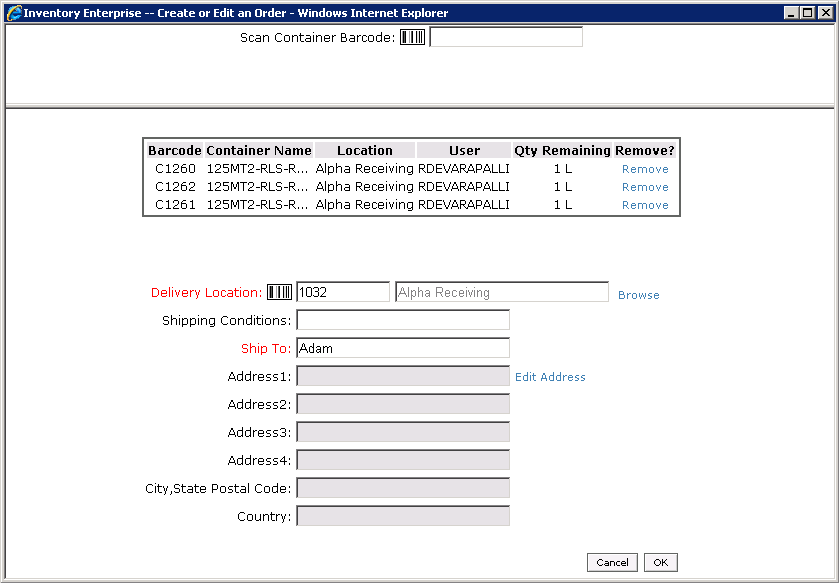 Inventory Enterprise -- Create or Edit an Order - Windows Internet Explorer
Scan Container Barcode:
Barcode Container Name Location User Qty Remaining Remove?
C1260 125MT2-RLS-R... Alpha Receiving RDEVARAPALLI 1 L Remove
C1262 125MT2-RLS-R... Alpha Receiving RDEVARAPALLI 1 L Remove
C1261 125MT2-RLS-R... Alpha Receiving RDEVARAPALLI 1 L Remove
Delivery Location: 1032 Alpha Receiving Browse
Shipping Conditions:
Ship To: Adam
Address1: Edit Address
Address2:
Address3:
Address4:
City,State Postal Code:
Country:
Cancel OK